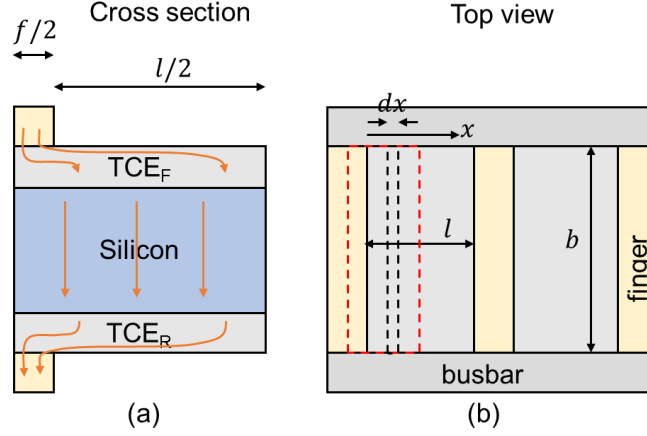 Cross section
Top view
f/2
l/2
dx
x
TCE_F
Silicon
l
b
finger
TCE_R
busbar
(a)
(b)